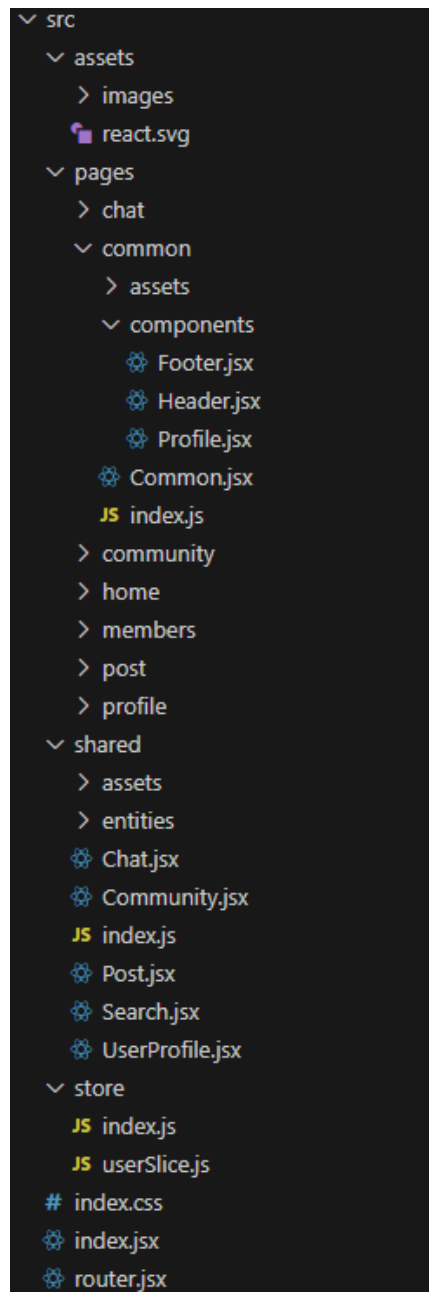 src
assets
images
react.svg
pages
chat
common
assets
components
Footer.jsx
Header.jsx
Profile.jsx
Common.jsx
JS index.js
community
home
members
post
profile
shared
assets
entities
Chat.jsx
Community.jsx
JS index.js
Post.jsx
Search.jsx
UserProfile.jsx
store
JS index.js
JS userSlice.js
# index.css
index.jsx
router.jsx